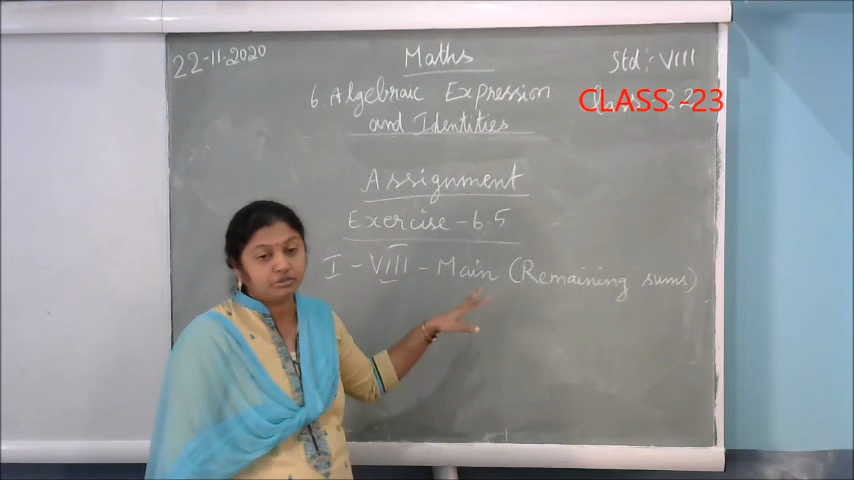 22-11-2020
Maths
Std:- VIII
6. Algebraic Expression
CLASS -23
and Identities
Assignment
Exercise - 6.5
I - VIII - Main (Remaining sums)